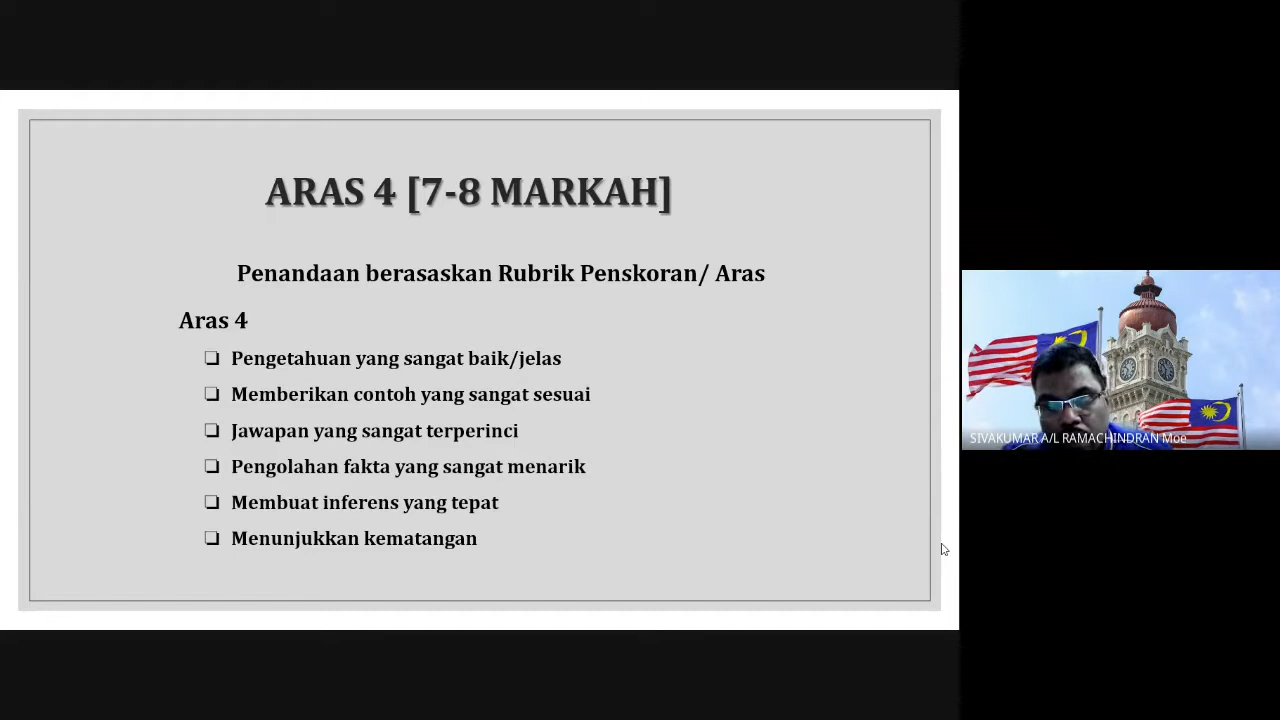 ARAS 4 [7-8 MARKAH]
Penandaan berasaskan Rubrik Penskoran/ Aras
Aras 4
❑ Pengetahuan yang sangat baik/jelas
❑ Memberikan contoh yang sangat sesuai
❑ Jawapan yang sangat terperinci
❑ Pengolahan fakta yang sangat menarik
❑ Membuat inferens yang tepat
❑ Menunjukkan kematangan
SIVAKUMAR A/L RAMACHINDRAN Moe